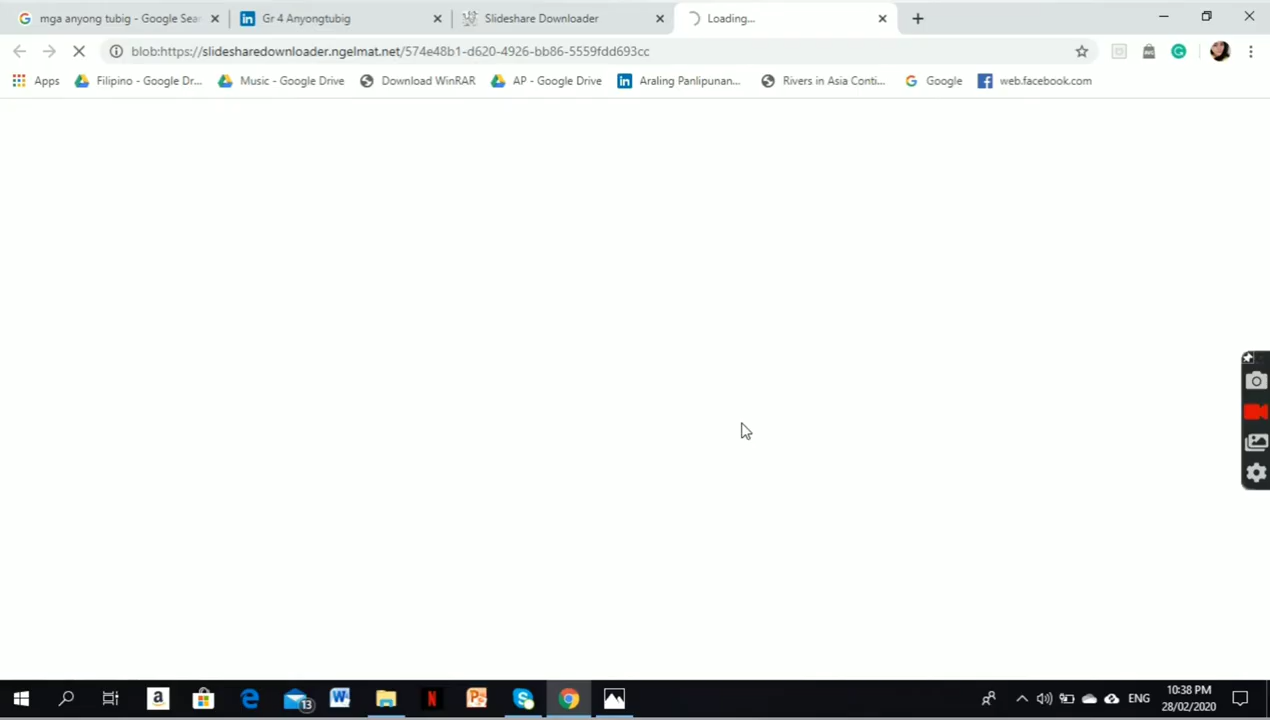 mga anyong tubig - Google Sear
Gr 4 Anyongtubig
Slideshare Downloader
Loading...
blob:https://slidesharedownloader.ngelmat.net/574e48b1-d620-4926-bb86-5559fdd693cc
Apps
Filipino - Google Dr...
Music - Google Drive
Download WinRAR
AP - Google Drive
Araling Panlipunan...
Rivers in Asia Conti...
Google
web.facebook.com
13
ENG
10:38 PM
28/02/2020